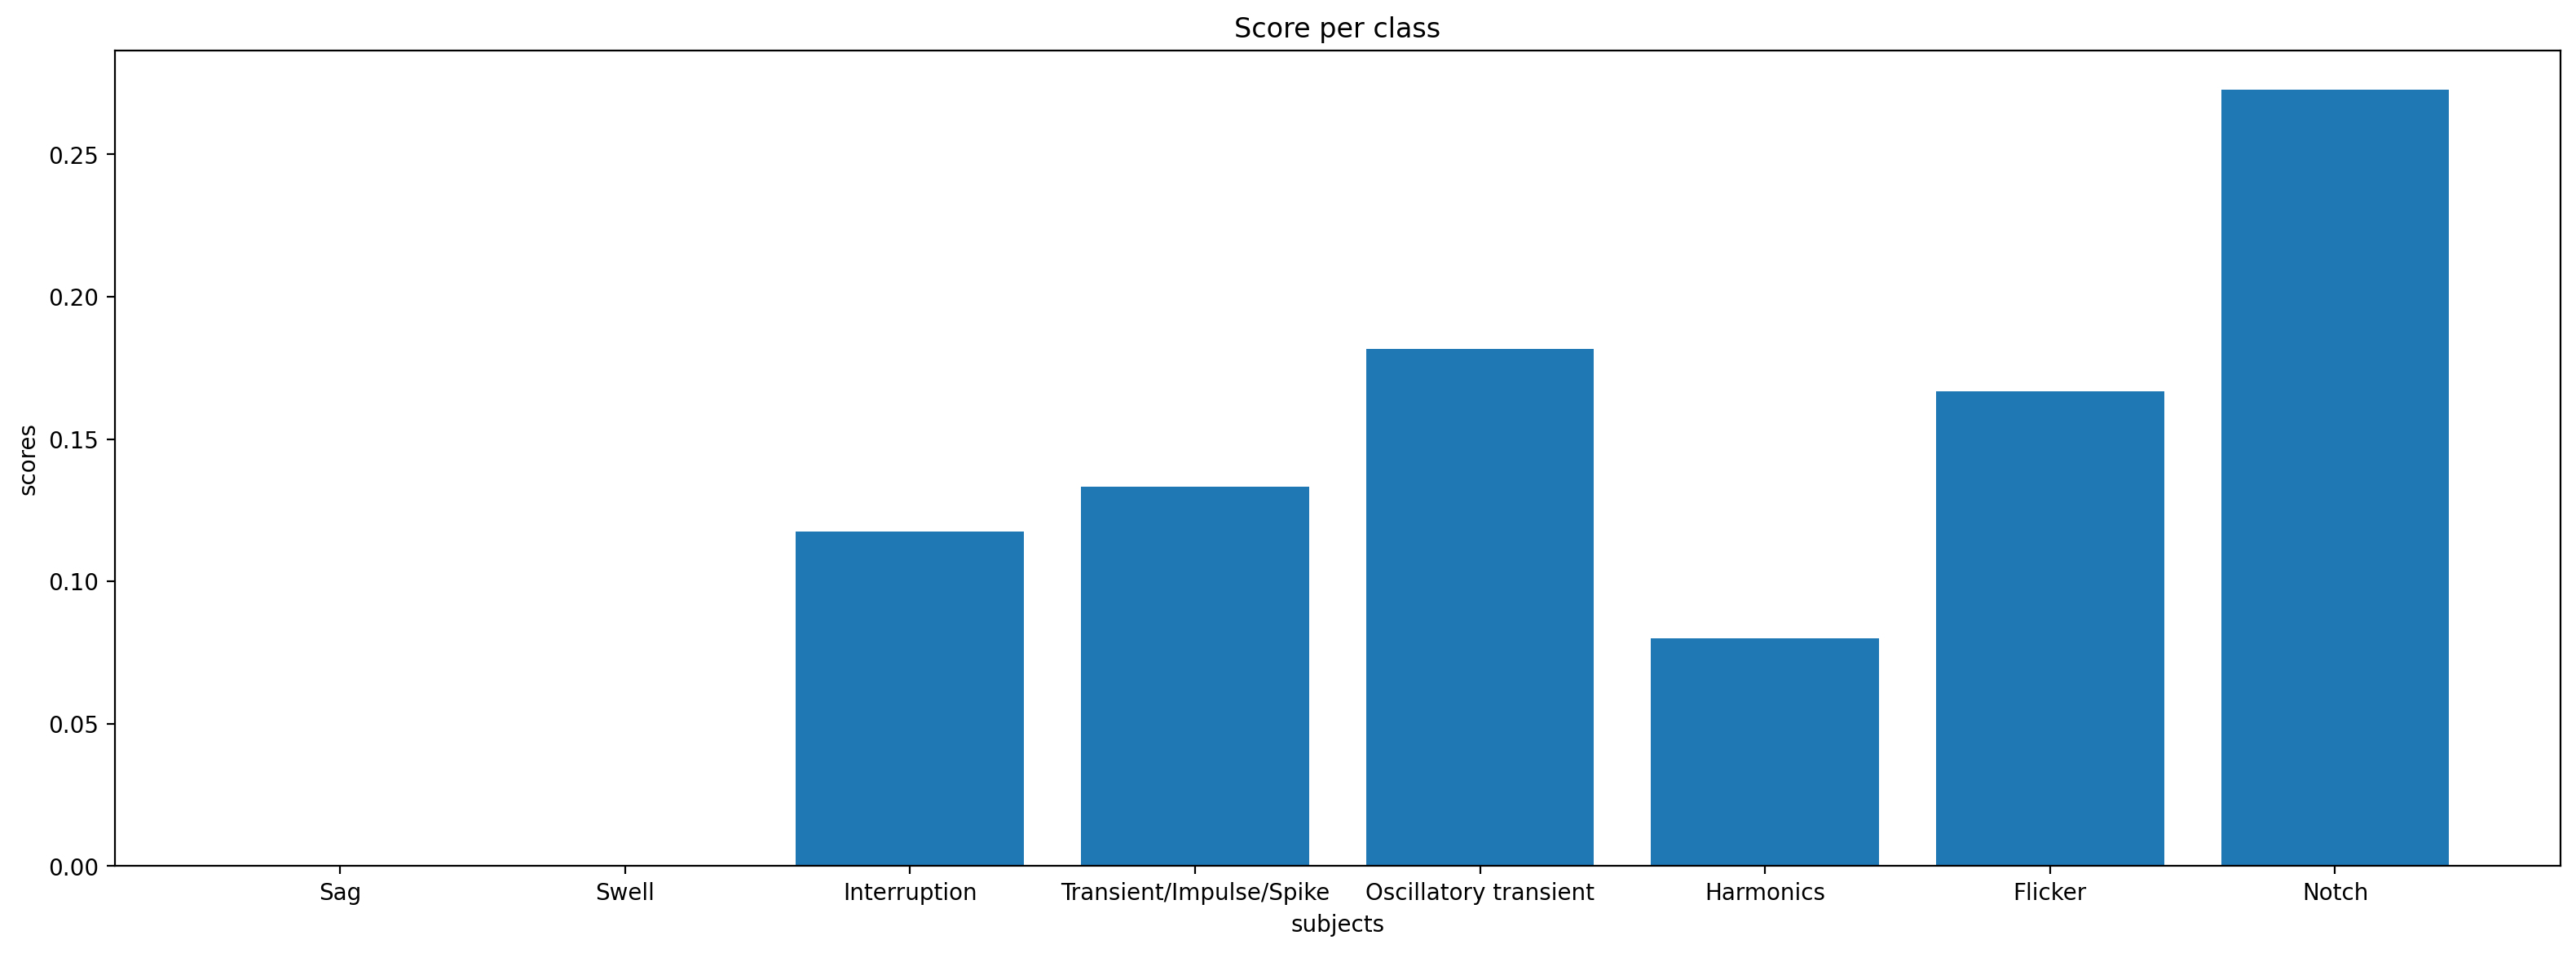 Score per class
scores
0.25
0.20
0.15
0.10
0.05
0.00
Sag Swell Interruption Transient/Impulse/Spike Oscillatory transient Harmonics Flicker Notch
subjects